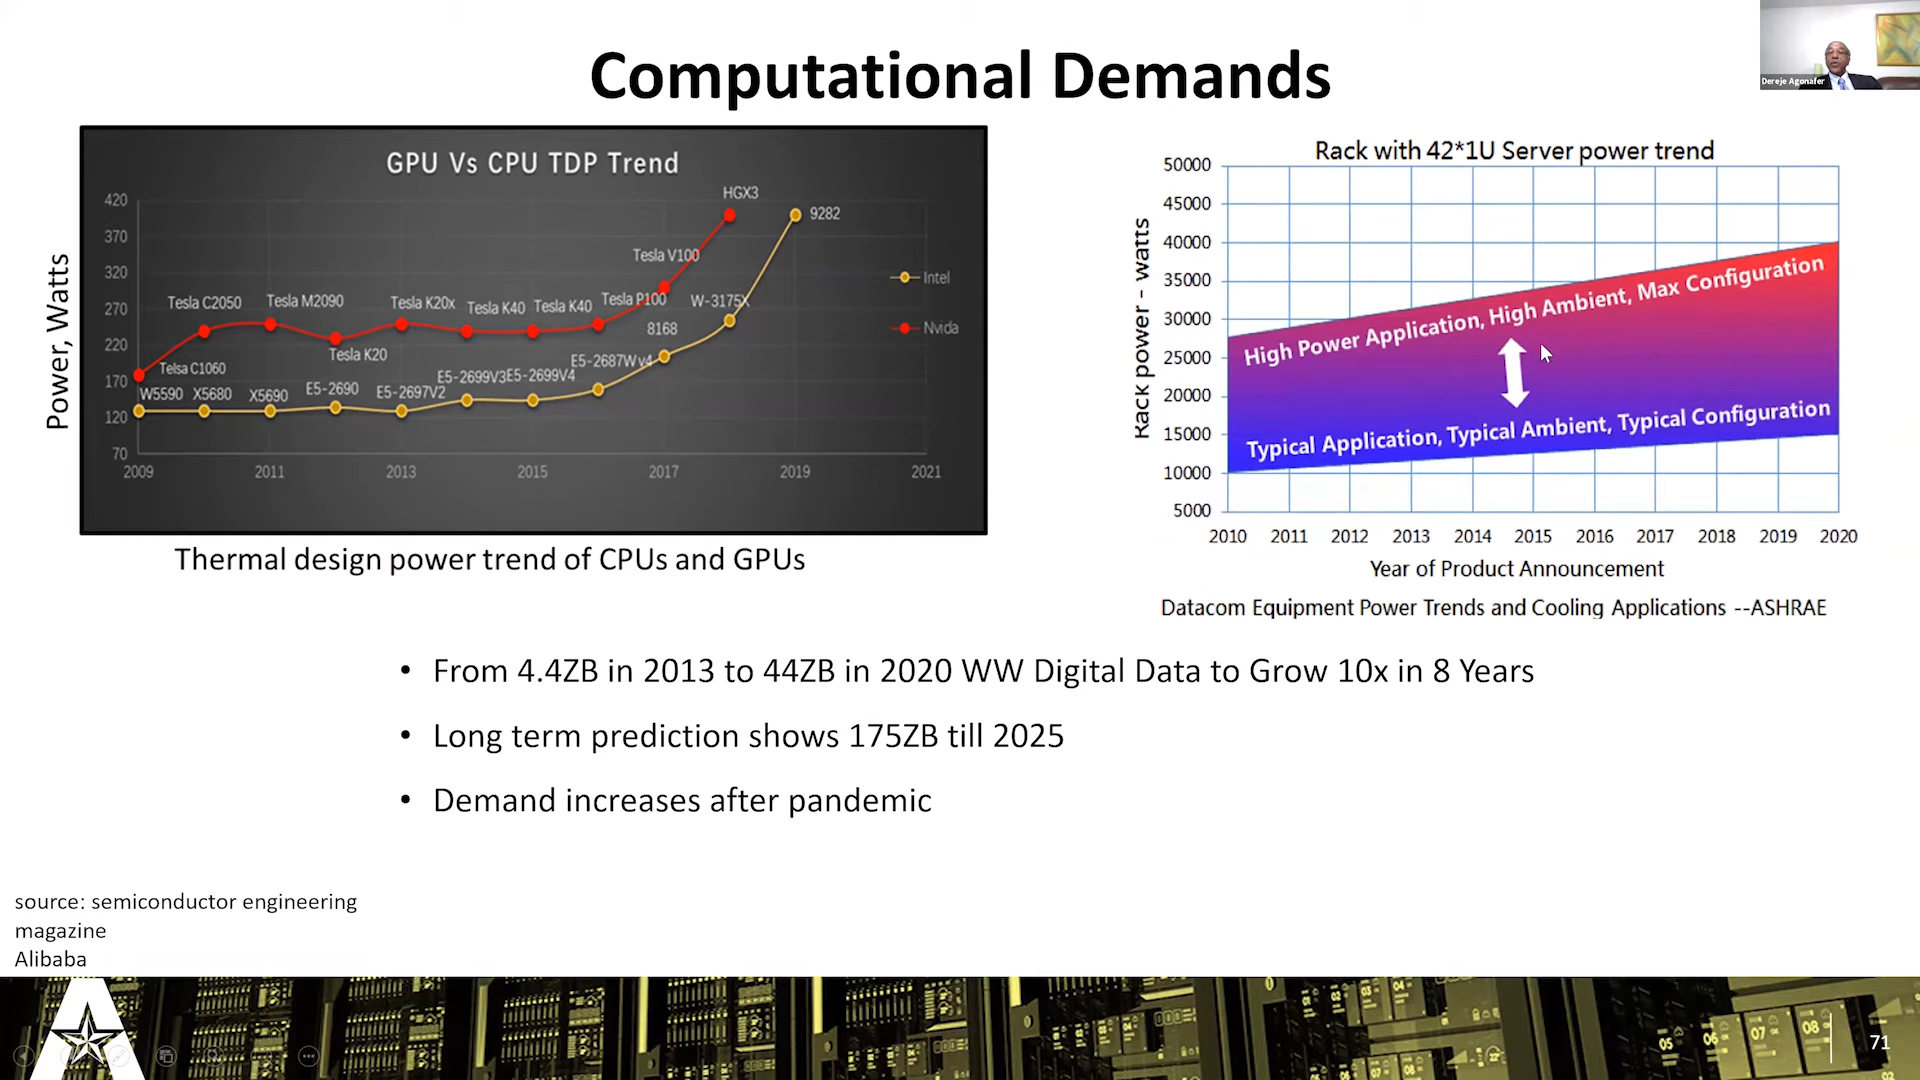 Computational Demands
Dereje Agonafer
GPU Vs CPU TDP Trend
Power, Watts
420
370
320
270
220
170
120
70
2009
2011
2013
2015
2017
2019
2021
HGX3
9282
Tesla V100
Intel
Tesla C2050
Tesla M2090
Tesla K20x
Tesla K40
Tesla K40
Tesla P100
W-3175X
8168
Nvida
Tesla K20
Telsa C1060
E5-2687W v4
E5-2699V3
E5-2699V4
W5590
X5680
X5690
E5-2690
E5-2697V2
Thermal design power trend of CPUs and GPUs
Rack with 42*1U Server power trend
Rack power - watts
50000
45000
40000
35000
30000
25000
20000
15000
10000
5000
High Power Application, High Ambient, Max Configuration
Typical Application, Typical Ambient, Typical Configuration
2010
2011
2012
2013
2014
2015
2016
2017
2018
2019
2020
Year of Product Announcement
Datacom Equipment Power Trends and Cooling Applications --ASHRAE
• From 4.4ZB in 2013 to 44ZB in 2020 WW Digital Data to Grow 10x in 8 Years
• Long term prediction shows 175ZB till 2025
• Demand increases after pandemic
source: semiconductor engineering
magazine
Alibaba
05
06
07
08
71